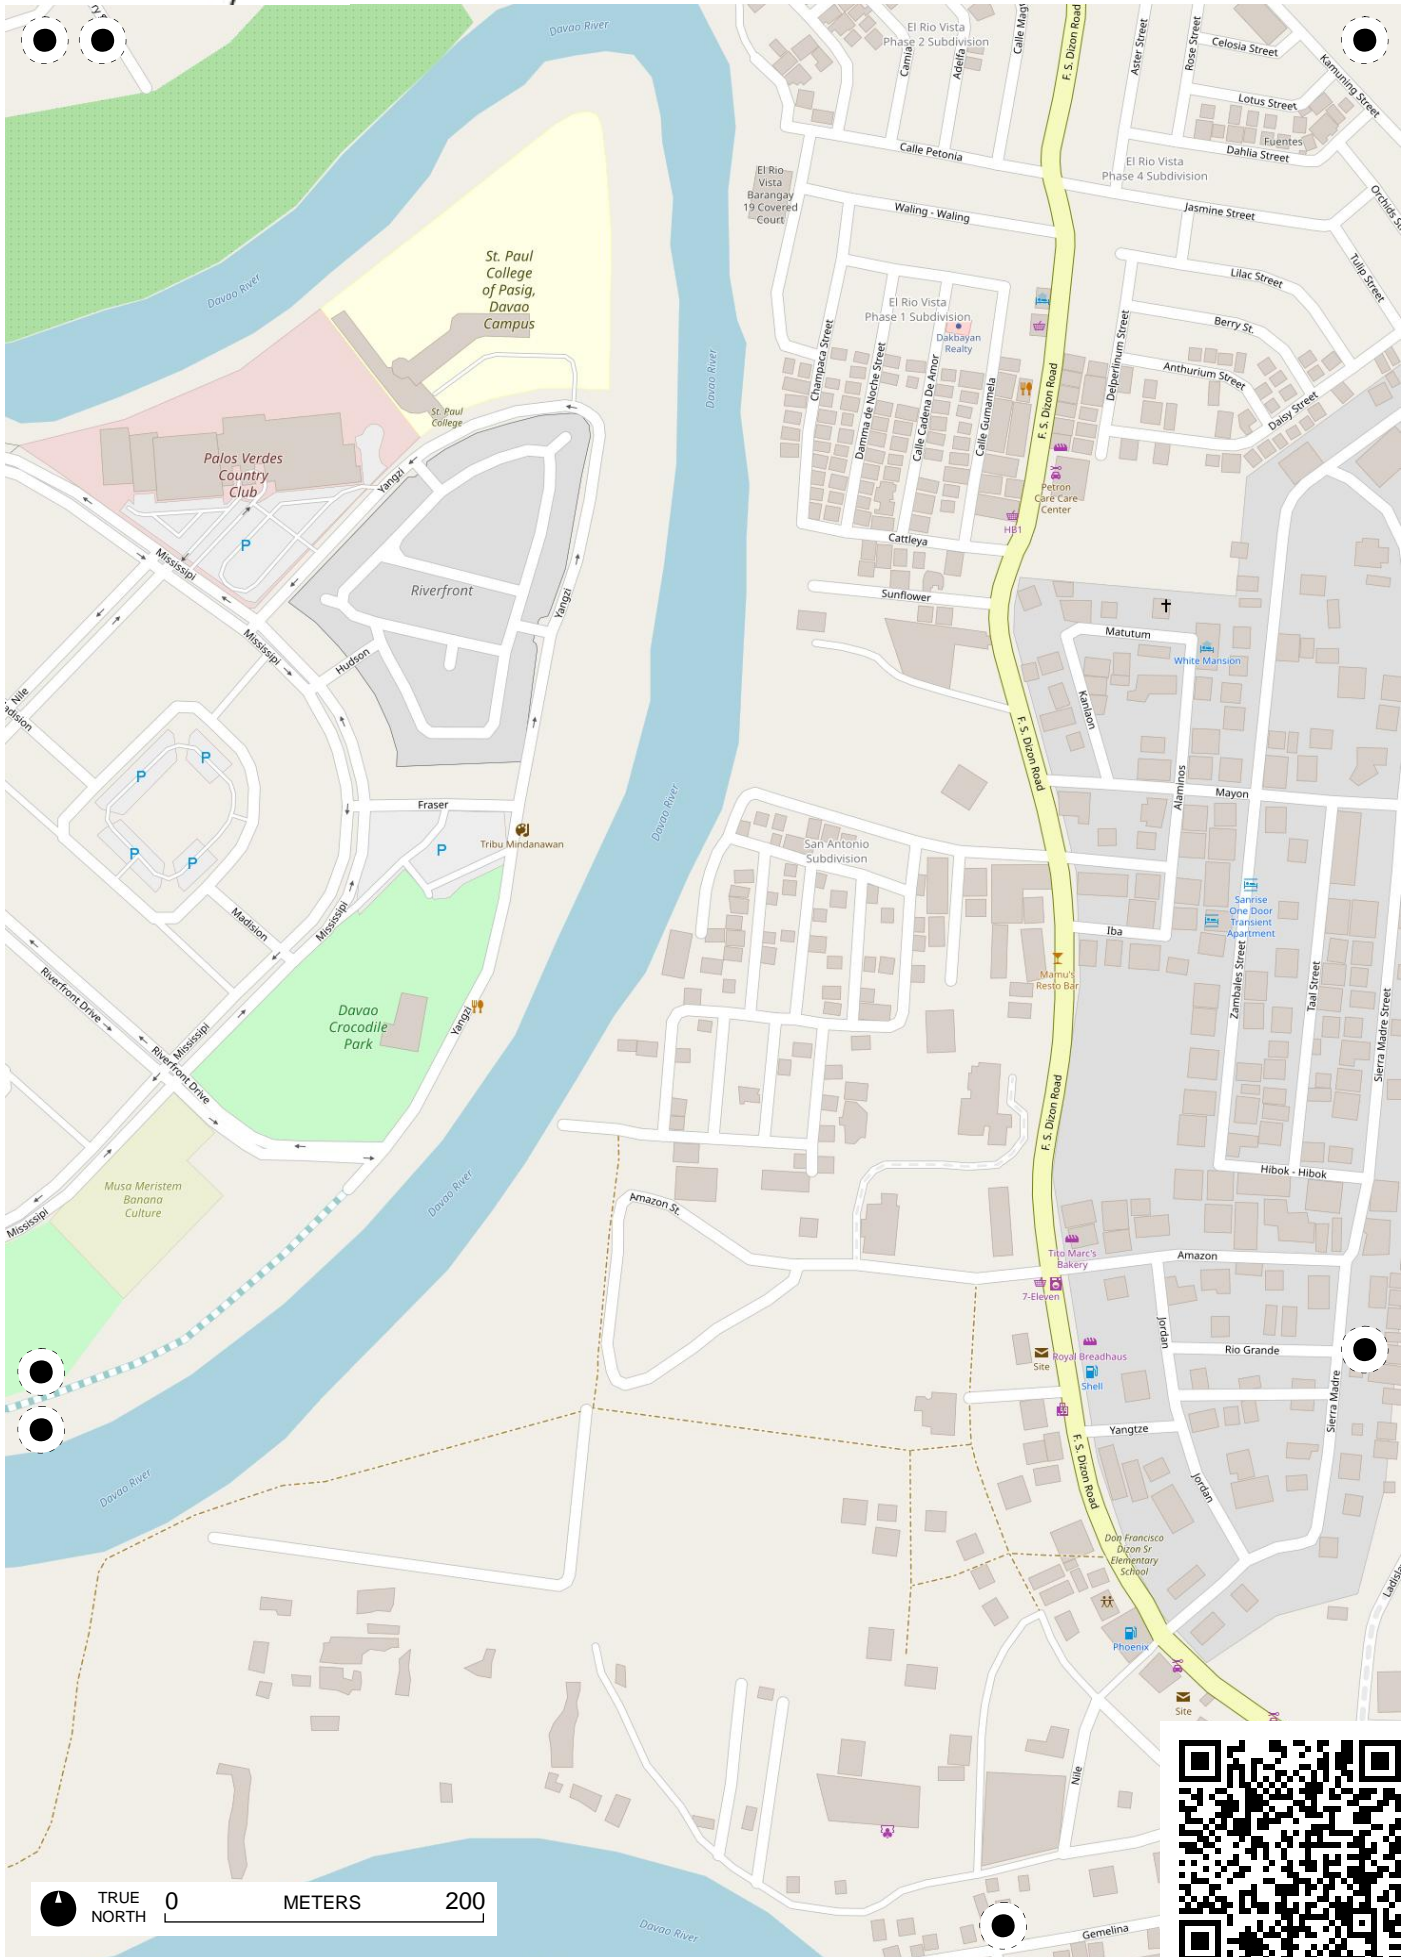 Davao River
El Rio Vista
Phase 2 Subdivision
Camia
Adelfa
F. S. Dizon Road
Aster Street
Rose Street
Celosia Street
Kamuning Street
Lotus Street
Fuentes
Dahlia Street
Calle Petonia
El Rio Vista
Phase 4 Subdivision
El Rio
Vista
Barangay
19 Covered
Court
Waling - Waling
Jasmine Street
Tulip Street
St. Paul
College
of Pasig,
Davao
Campus
Davao River
Lilac Street
El Rio Vista
Phase 1 Subdivision
Dakbayan
Realty
Berry St.
Davao River
Champaca Street
Damma de Noche Street
Calle Cadena De Amor
Calle Gumamela
F. S. Dizon Road
Delperlinum Street
Anthurium Street
Daisy Street
St. Paul
College
Palos Verdes
Country
Club
Yangzi
Petron
Care Care
Center
HB1
Cattleya
P
Mississipi
Riverfront
Yangzi
Sunflower
Matutum
White Mansion
Mississipi
Hudson
Kanlaon
Nile
F. S. Dizon Road
P
P
Alaminos
Mayon
Fraser
Davao River
Tribu Mindanawan
P
P
P
San Antonio
Subdivision
Sanrise
One Door
Transient
Apartment
Madision
Mississipi
Iba
Zambales Street
Taal Street
Sierra Madre Street
Mamu's
Resto Bar
Riverfront Drive
Davao
Crocodile
Park
Yangzi
Mississipi
Riverfront Drive
F. S. Dizon Road
Hibok - Hibok
Musa Meristem
Banana
Culture
Davao River
Amazon St.
Mississipi
Tito Marc's
Bakery
Amazon
7-Eleven
Jordan
Royal Breadhaus
Site
Rio Grande
Shell
Sierra Madre
Yangtze
F. S. Dizon Road
Davao River
Jordan
Don Francisco
Dizon Sr
Elementary
School
Phoenix
Site
Nile
TRUE
NORTH
0 METERS 200
Davao River
Gemelina